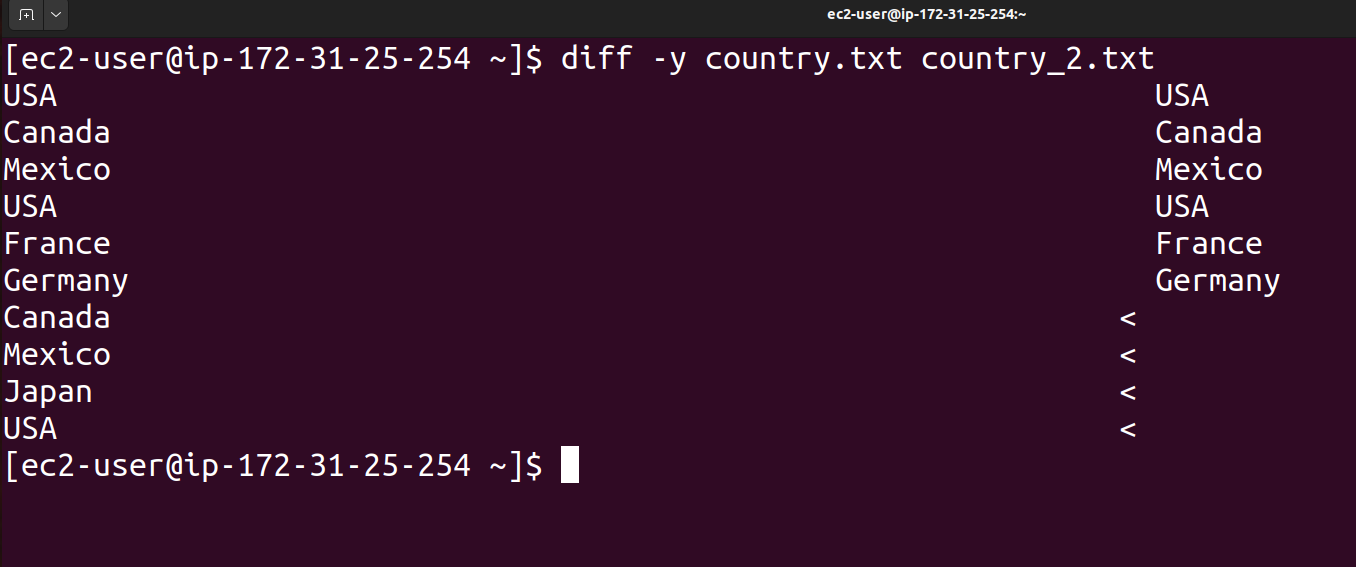 ec2-user@ip-172-31-25-254:~
[ec2-user@ip-172-31-25-254 ~]$ diff -y country.txt country_2.txt
USA USA
Canada Canada
Mexico Mexico
USA USA
France France
Germany Germany
Canada <
Mexico <
Japan <
USA <
[ec2-user@ip-172-31-25-254 ~]$